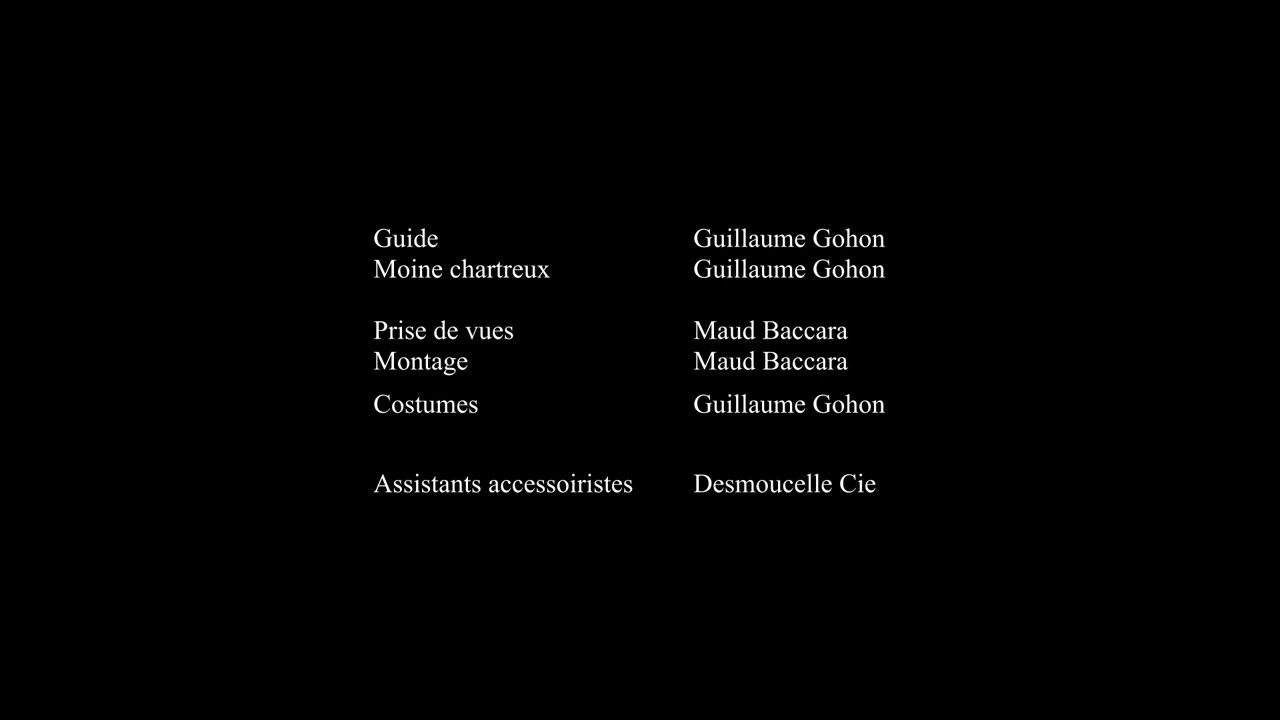 Guide Guillaume Gohon
Moine chartreux Guillaume Gohon
Prise de vues Maud Baccara
Montage Maud Baccara
Costumes Guillaume Gohon
Assistants accessoiristes Desmoucelle Cie